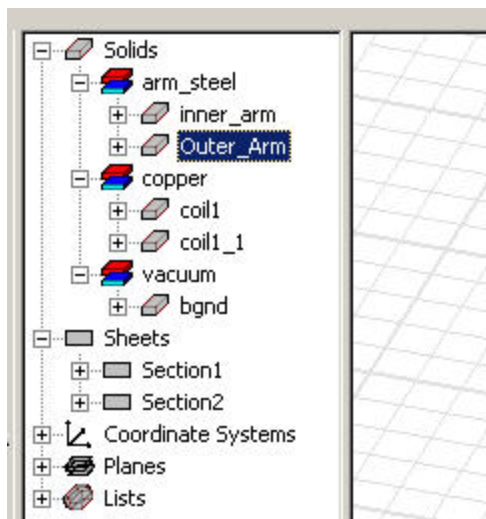 Solids
arm_steel
inner_arm
Outer_Arm
copper
coil1
coil1_1
vacuum
bgnd
Sheets
Section1
Section2
Coordinate Systems
Planes
Lists